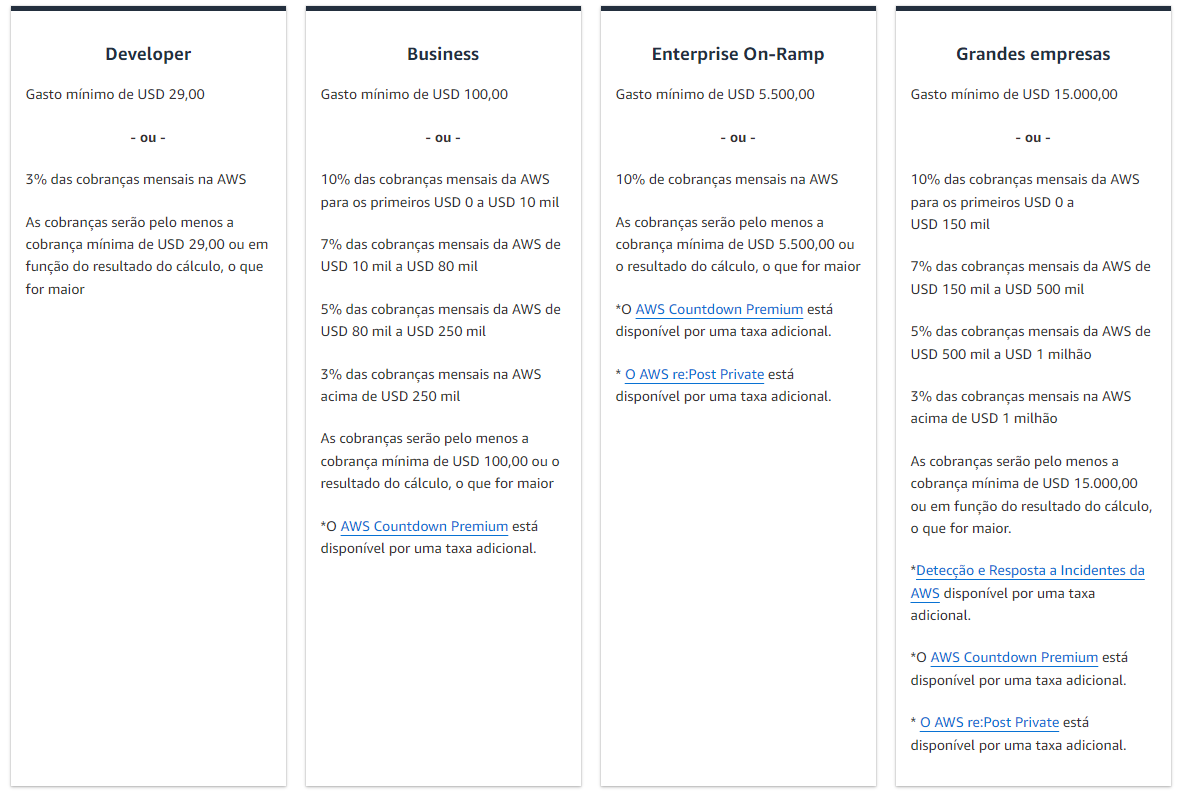 Developer
Gasto mínimo de USD 29,00
- ou -
3% das cobranças mensais na AWS
As cobranças serão pelo menos a
cobrança mínima de USD 29,00 ou em
função do resultado do cálculo, o que
for maior
Business
Gasto mínimo de USD 100,00
- ou -
10% das cobranças mensais da AWS
para os primeiros USD 0 a USD 10 mil
7% das cobranças mensais da AWS de
USD 10 mil a USD 80 mil
5% das cobranças mensais da AWS de
USD 80 mil a USD 250 mil
3% das cobranças mensais na AWS
acima de USD 250 mil
As cobranças serão pelo menos a
cobrança mínima de USD 100,00 ou o
resultado do cálculo, o que for maior
*O AWS Countdown Premium está
disponível por uma taxa adicional.
Enterprise On-Ramp
Gasto mínimo de USD 5.500,00
- ou -
10% de cobranças mensais na AWS
As cobranças serão pelo menos a
cobrança mínima de USD 5.500,00 ou
o resultado do cálculo, o que for maior
*O AWS Countdown Premium está
disponível por uma taxa adicional.
* O AWS re:Post Private está
disponível por uma taxa adicional.
Grandes empresas
Gasto mínimo de USD 15.000,00
- ou -
10% das cobranças mensais da AWS
para os primeiros USD 0 a
USD 150 mil
7% das cobranças mensais da AWS de
USD 150 mil a USD 500 mil
5% das cobranças mensais da AWS de
USD 500 mil a USD 1 milhão
3% das cobranças mensais na AWS
acima de USD 1 milhão
As cobranças serão pelo menos a
cobrança mínima de USD 15.000,00
ou em função do resultado do cálculo,
o que for maior.
*Detecção e Resposta a Incidentes da
AWS disponível por uma taxa
adicional.
*O AWS Countdown Premium está
disponível por uma taxa adicional.
* O AWS re:Post Private está
disponível por uma taxa adicional.